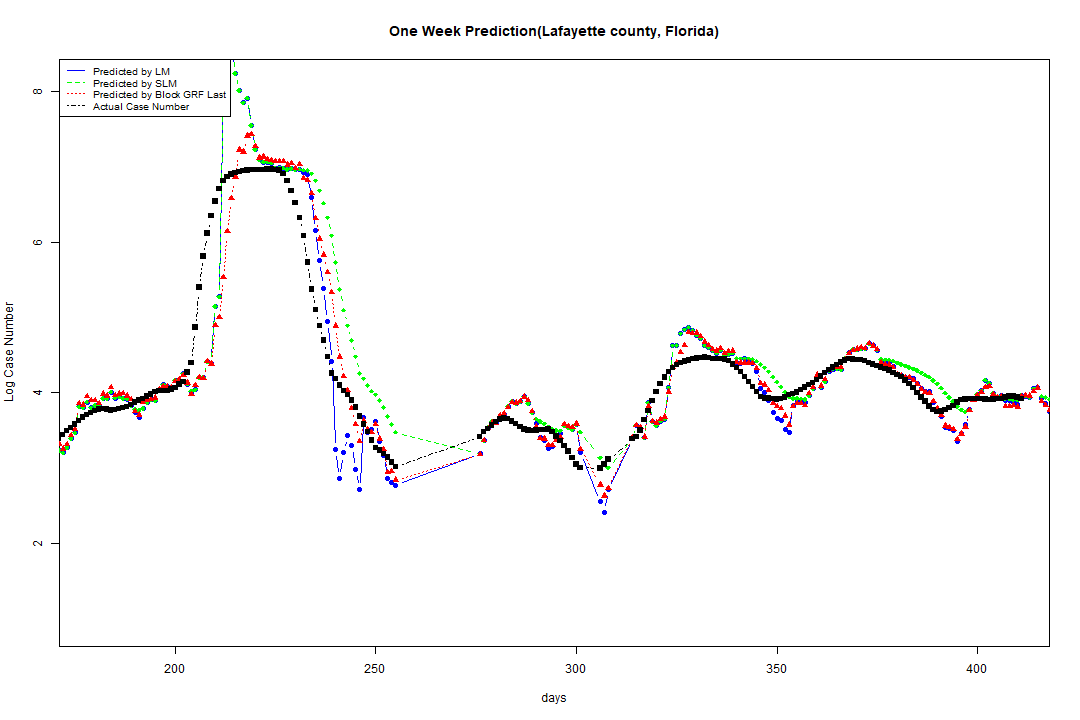 One Week Prediction(Lafayette county, Florida)
Predicted by LM
Predicted by SLM
Predicted by Block GRF Last
Actual Case Number
8
6
4
2
Log Case Number
200 250 300 350 400
days